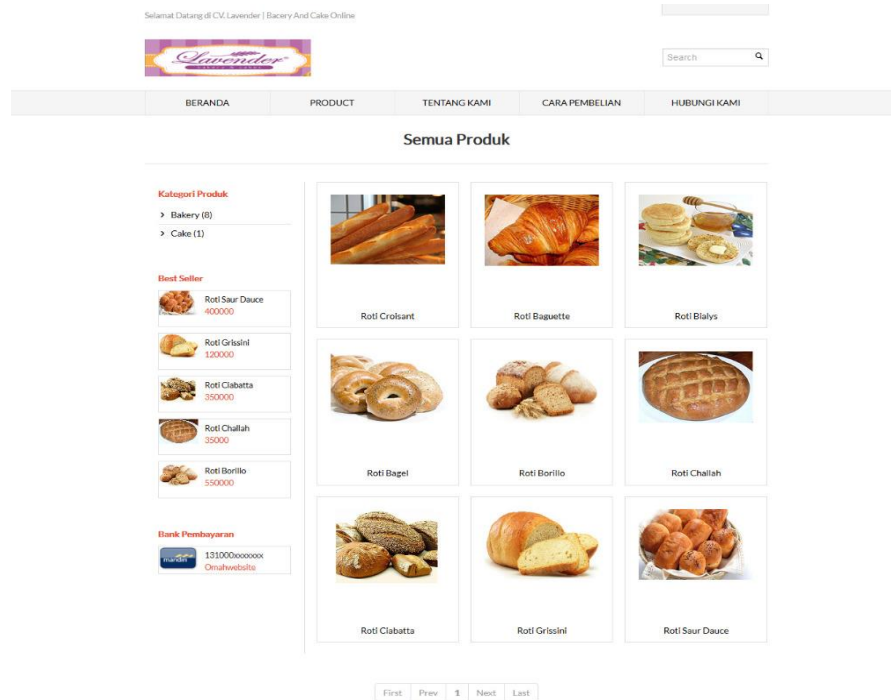 Selamat Datang di CV. Lavender | Bacery And Cake Online
Lavender
Search
BERANDA PRODUCT TENTANG KAMI CARA PEMBELIAN HUBUNGI KAMI
Semua Produk
Kategori Produk
> Bakery (8)
> Cake (1)
Best Seller
Roti Saur Dauce
400000
Roti Grissini
120000
Roti Ciabatta
350000
Roti Challah
35000
Roti Borillo
550000
Bank Pembayaran
mandiri
131000xxxxxxx
Omahwebsite
Roti Croisant
Roti Baguette
Roti Bialys
Roti Bagel
Roti Borillo
Roti Challah
Roti Ciabatta
Roti Grissini
Roti Saur Dauce
First Prev 1 Next Last